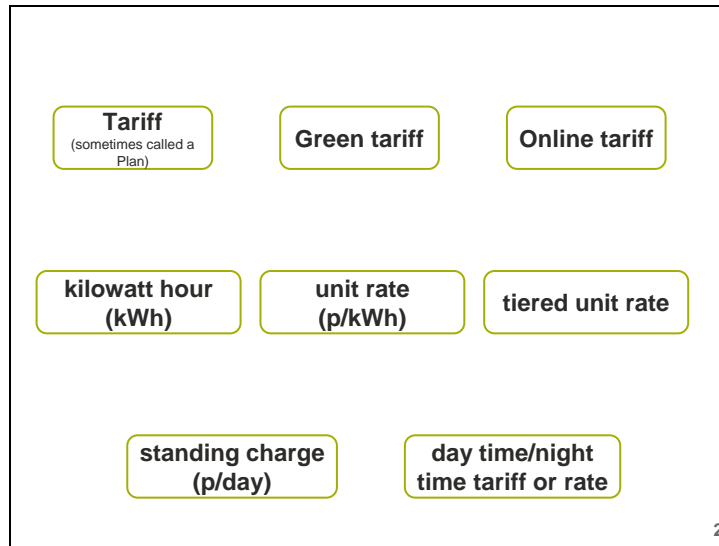 Tariff
(sometimes called a
Plan)
Green tariff
Online tariff
kilowatt hour
(kWh)
unit rate
(p/kWh)
tiered unit rate
standing charge
(p/day)
day time/night
time tariff or rate
2